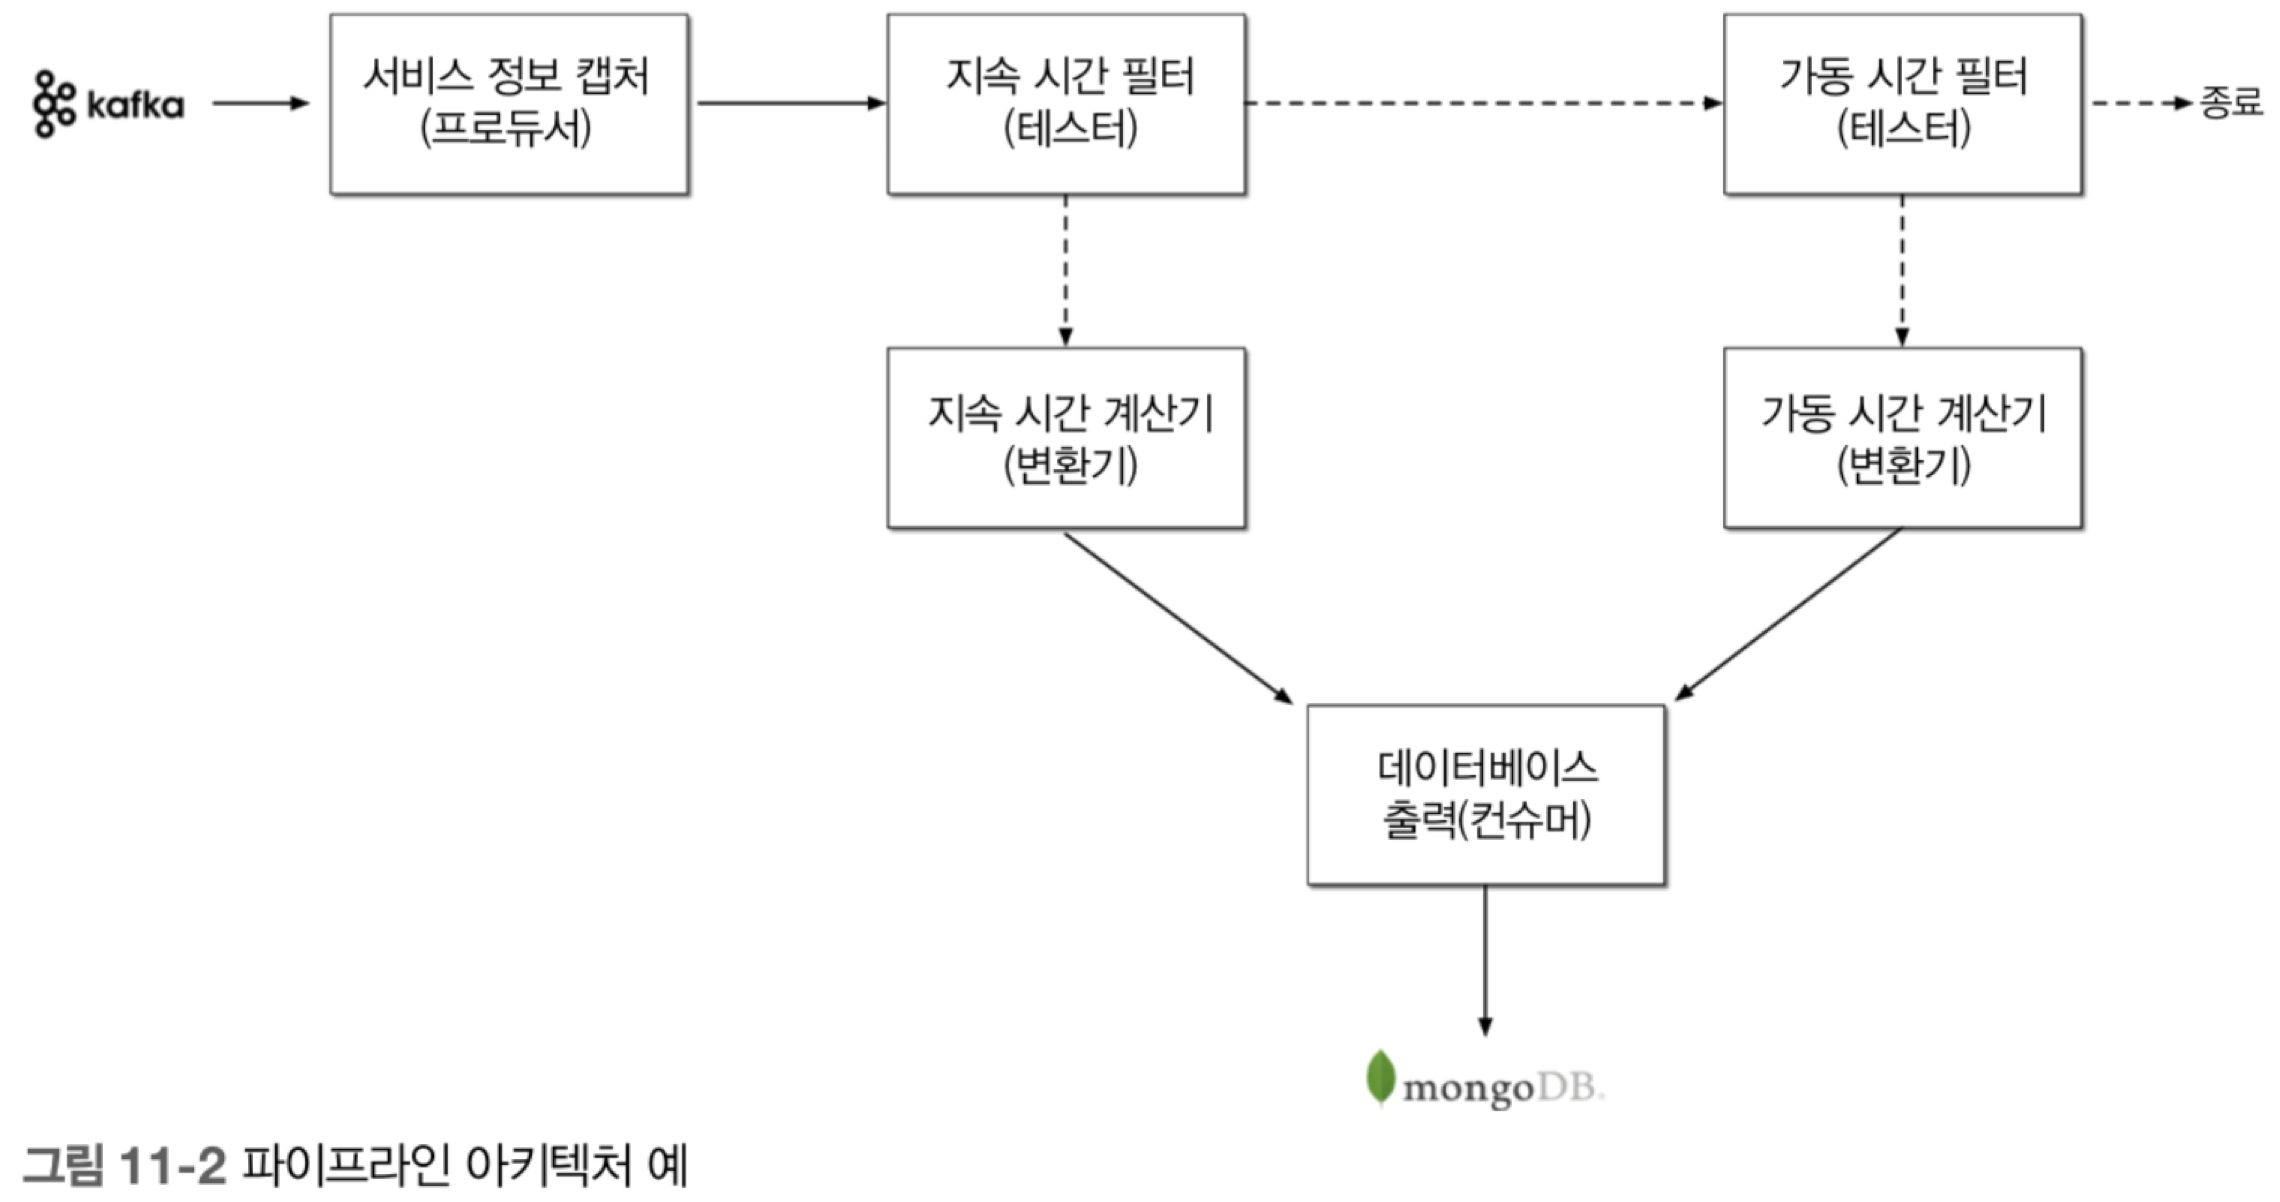 kafka
서비스 정보 캡처
(프로듀서)
지속 시간 필터
(테스터)
가동 시간 필터
(테스터)
종료
지속 시간 계산기
(변환기)
가동 시간 계산기
(변환기)
데이터베이스
출력(컨슈머)
mongoDB.
그림 11-2 파이프라인 아키텍처 예